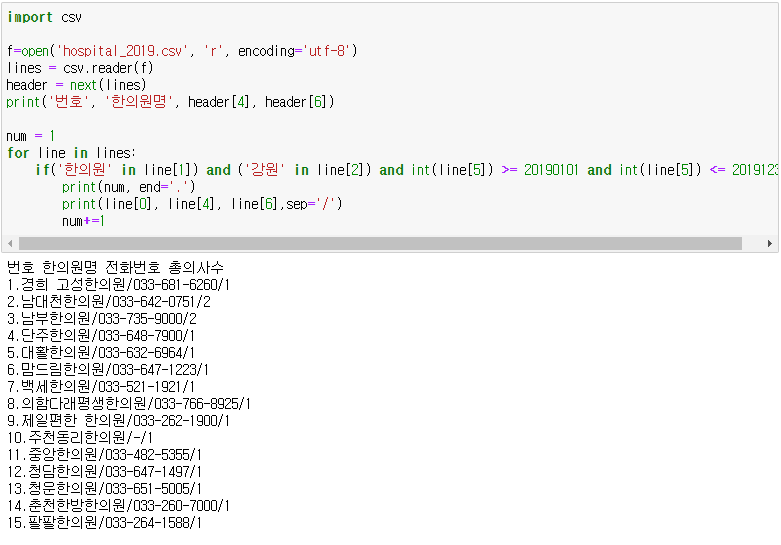 import csv
f=open('hospital_2019.csv', 'r', encoding='utf-8')
lines = csv.reader(f)
header = next(lines)
print('번호', '한의원명', header[4], header[6])
num = 1
for line in lines:
    if('한의원' in line[1]) and ('강원' in line[2]) and int(line[5]) >= 20190101 and int(line[5]) <= 2019123
        print(num, end='.')
        print(line[0], line[4], line[6],sep='/')
        num+=1
번호 한의원명 전화번호 총의사수
1.경희 고성한의원/033-681-6260/1
2.남대천한의원/033-642-0751/2
3.남부한의원/033-735-9000/2
4.단주한의원/033-648-7900/1
5.대활한의원/033-632-6964/1
6.맘드림한의원/033-647-1223/1
7.백세한의원/033-521-1921/1
8.의함다래평생한의원/033-766-8925/1
9.제일편한 한의원/033-262-1900/1
10.주천동리한의원/-/1
11.중앙한의원/033-482-5355/1
12.청담한의원/033-647-1497/1
13.청운한의원/033-651-5005/1
14.춘천한방한의원/033-260-7000/1
15.팔팔한의원/033-264-1588/1